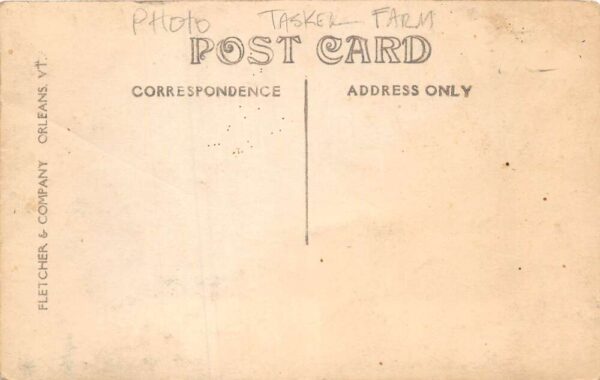 PHOTO TASKER FARM
POST CARD
CORRESPONDENCE
ADDRESS ONLY
FLETCHER & COMPANY ORLEANS, VT.